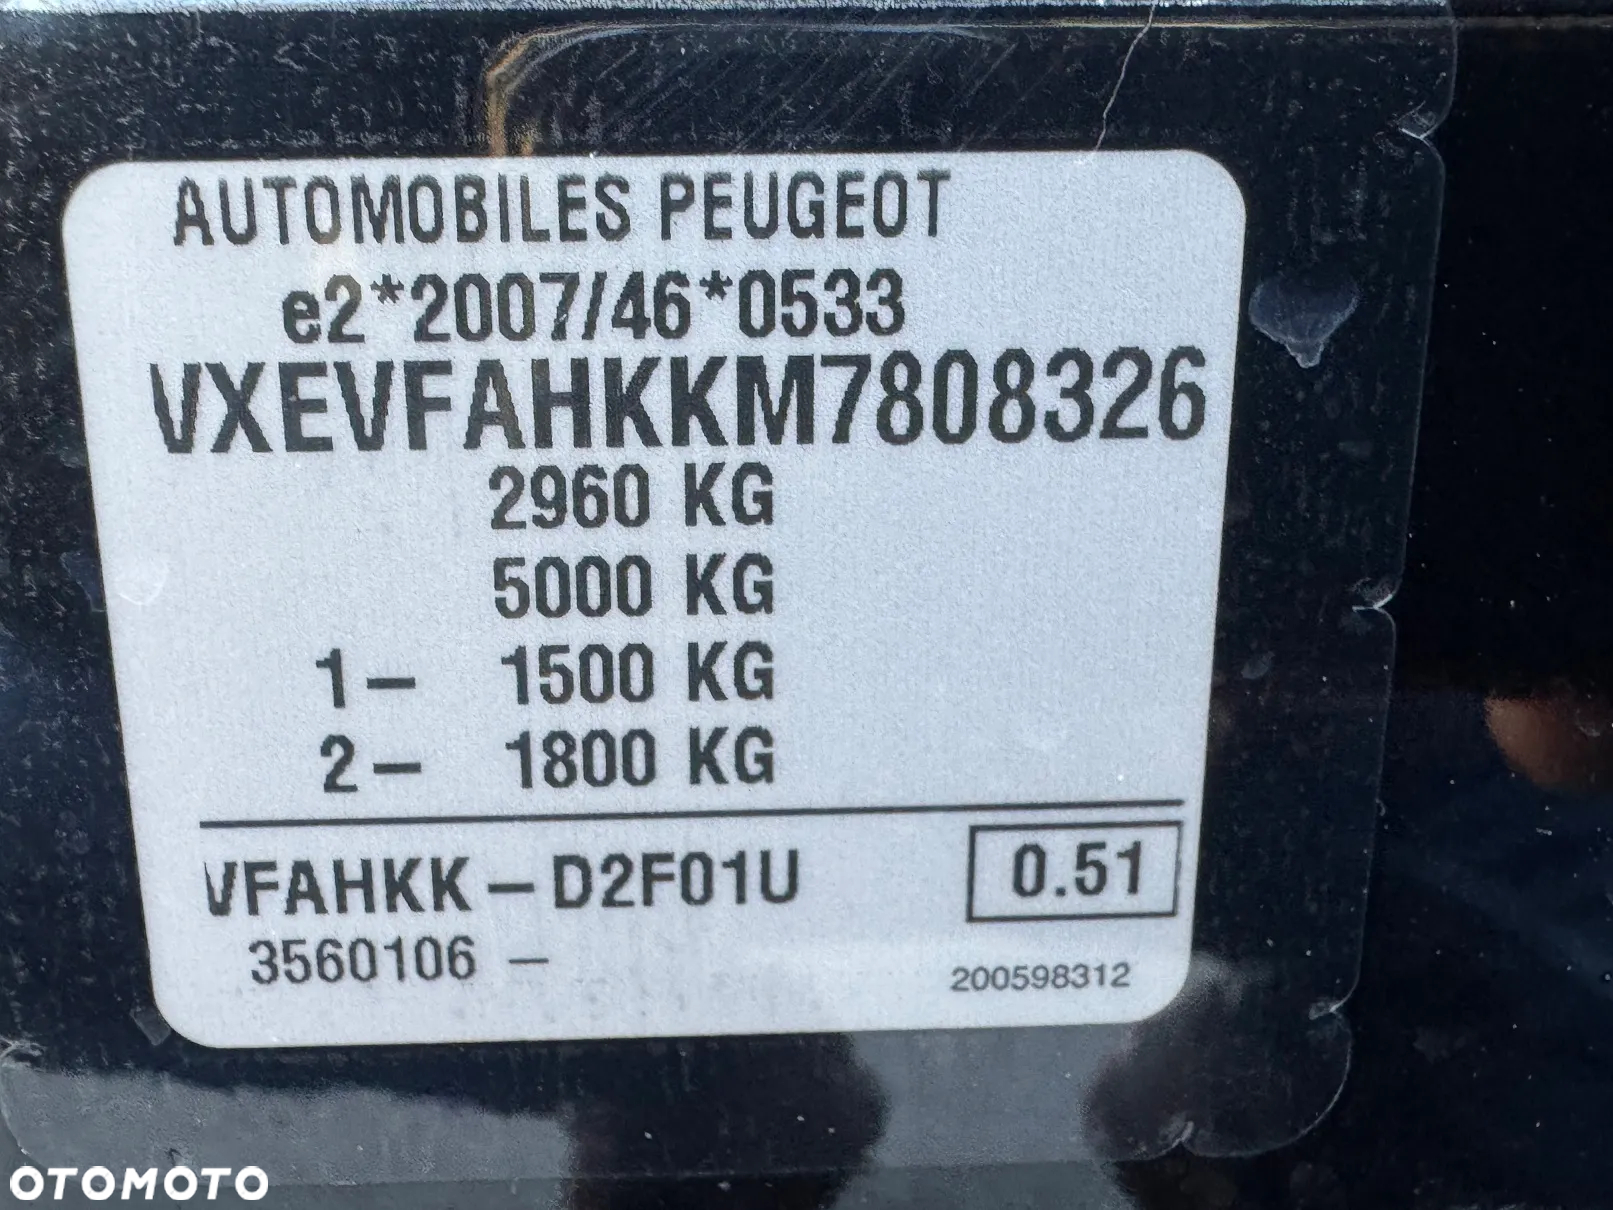 AUTOMOBILES PEUGEOT
e2*2007/46*0533
VXEVFAHKKM7808326
2960 KG
5000 KG
1– 1500 KG
2– 1800 KG
VFAHKK – D2F01U 0.51
3560106 – 200598312
OTOMOTO